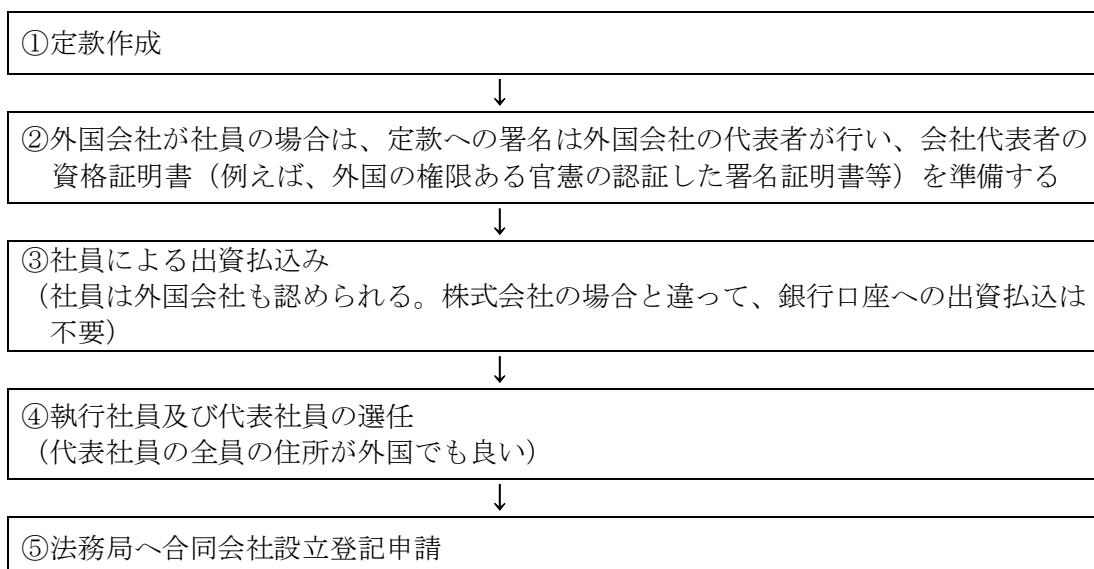 ①定款作成
↓
②外国会社が社員の場合は、定款への署名は外国会社の代表者が行い、会社代表者の
資格証明書（例えば、外国の権限ある官憲の認証した署名証明書等）を準備する
↓
③社員による出資払込み
（社員は外国会社も認められる。株式会社の場合と違って、銀行口座への出資払込は
不要）
↓
④執行社員及び代表社員の選任
（代表社員の全員の住所が外国でも良い）
↓
⑤法務局へ合同会社設立登記申請